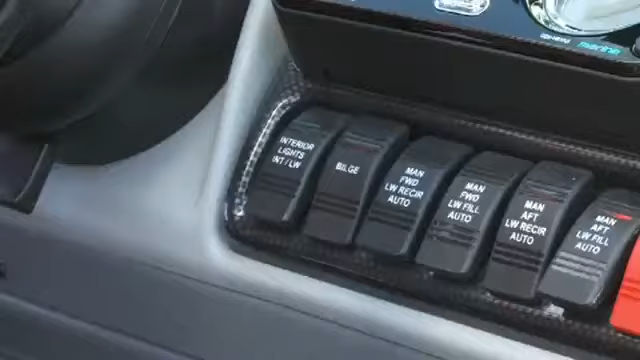 marine
INTERIOR
LIGHTS
INT / LW
BILGE
MAN
FWD
LW RECIR
AUTO
MAN
FWD
LW FILL
AUTO
MAN
AFT
LW RECIR
AUTO
MAN
AFT
LW FILL
AUTO